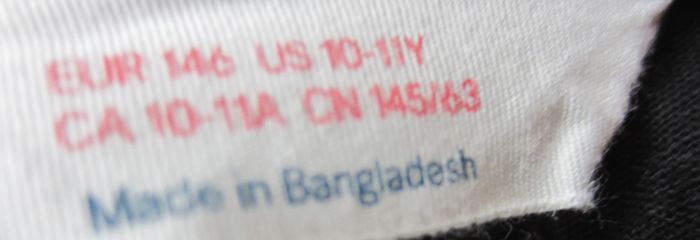 EUR 146 US 10-11Y
CA 10-11A CN 145/63
Made in Bangladesh